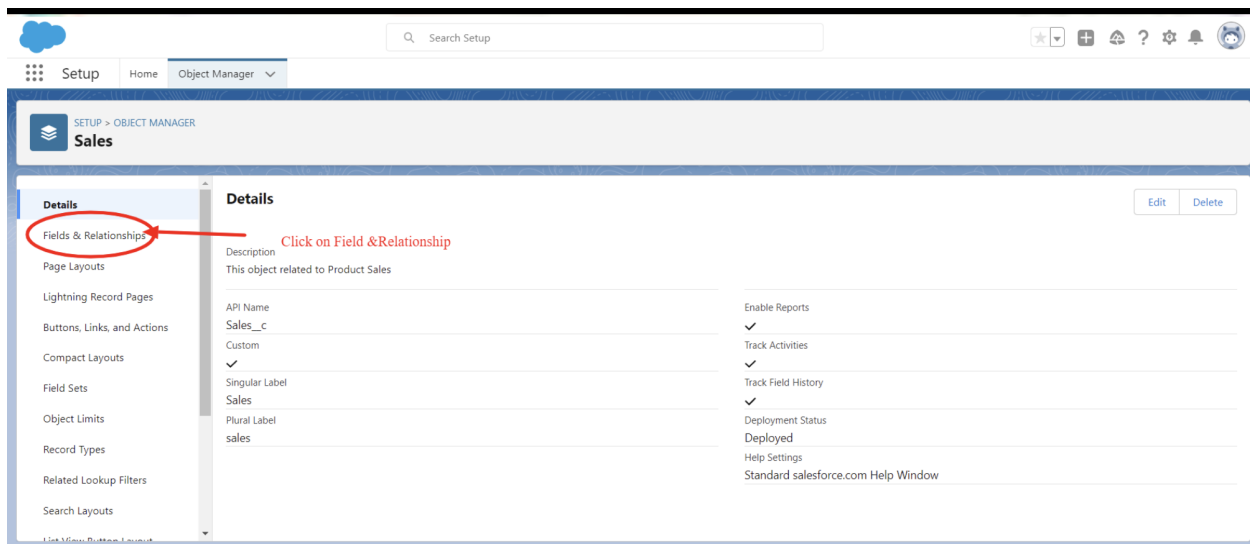 Search Setup
Setup Home Object Manager
SETUP > OBJECT MANAGER
Sales
Details
Fields & Relationships
Page Layouts
Lightning Record Pages
Buttons, Links, and Actions
Compact Layouts
Field Sets
Object Limits
Record Types
Related Lookup Filters
Search Layouts
List View Button Layout
Details
Edit Delete
Click on Field &Relationship
Description
This object related to Product Sales
API Name
Sales__c
Custom
Singular Label
Sales
Plural Label
sales
Enable Reports
Track Activities
Track Field History
Deployment Status
Deployed
Help Settings
Standard salesforce.com Help Window